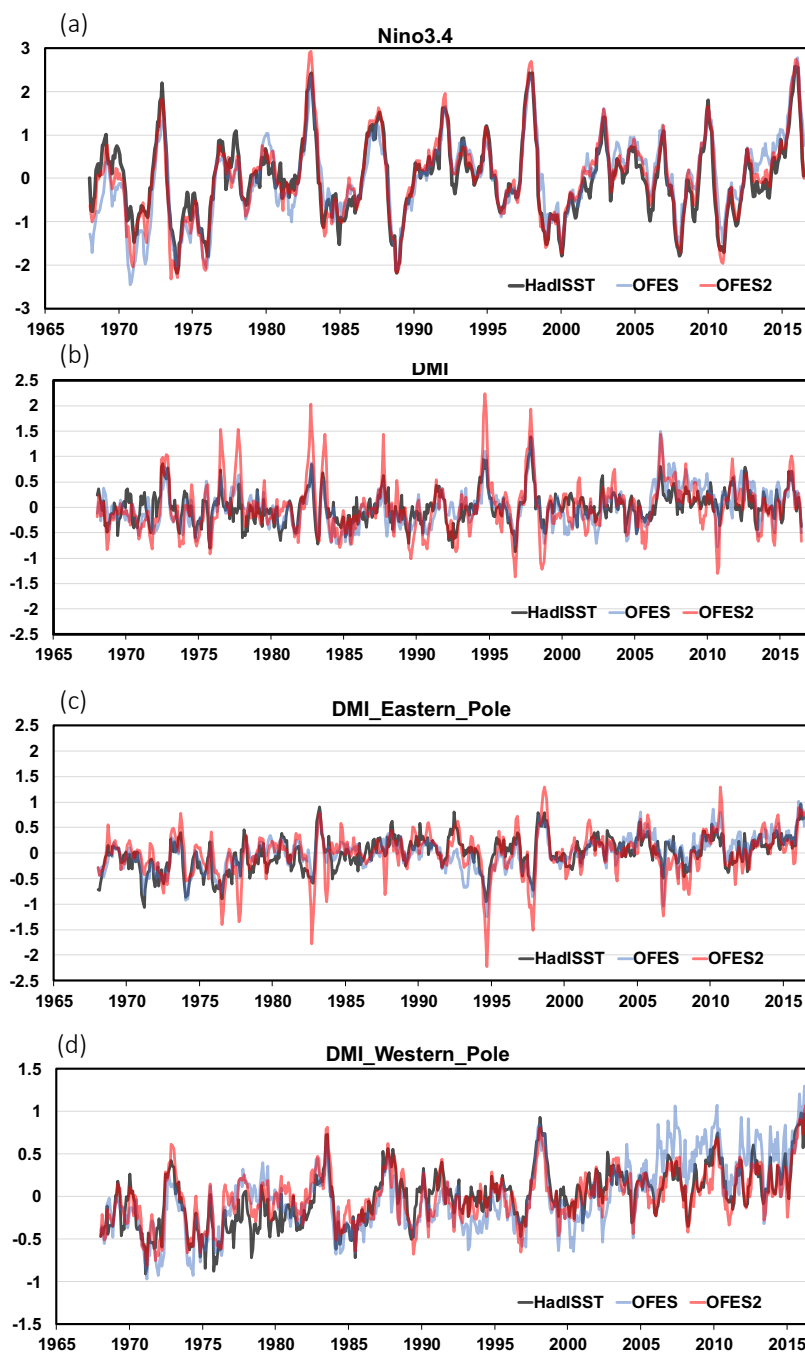 (a)
Nino3.4
3
2
1
0
-1
-2
-3
HadISST OFES OFES2
1965 1970 1975 1980 1985 1990 1995 2000 2005 2010 2015
(b)
DMI
2.5
2
1.5
1
0.5
0
-0.5
-1
-1.5
-2
-2.5
HadISST OFES OFES2
1965 1970 1975 1980 1985 1990 1995 2000 2005 2010 2015
(c)
DMI_Eastern_Pole
2.5
2
1.5
1
0.5
0
-0.5
-1
-1.5
-2
-2.5
HadISST OFES OFES2
1965 1970 1975 1980 1985 1990 1995 2000 2005 2010 2015
(d)
DMI_Western_Pole
1.5
1
0.5
0
-0.5
-1
-1.5
HadISST OFES OFES2
1965 1970 1975 1980 1985 1990 1995 2000 2005 2010 2015